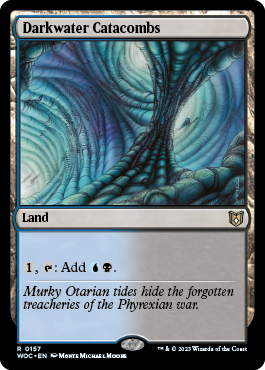 Darkwater Catacombs
Land
1, T: Add
Murky Otarian tides hide the forgotten
treacheries of the Phyrexian war.
R 0157
WOC • EN Monte Michael Moore
™ & © 2023 Wizards of the Coast